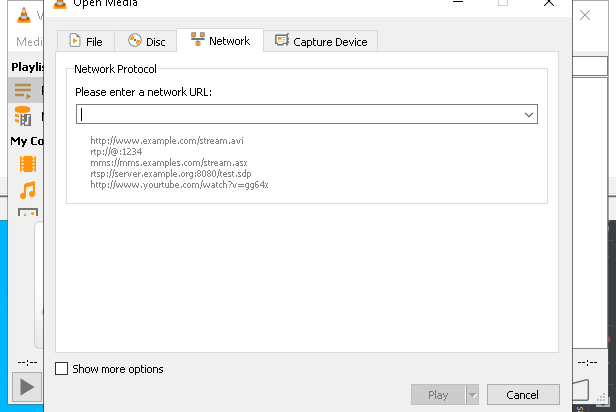 Open Media
Medi
File
Disc
Network
Capture Device
Playlis
Network Protocol
Please enter a network URL:
http://www.example.com/stream.avi
rtp://@:1234
mms://mms.examples.com/stream.asx
rtsp://server.example.org:8080/test.sdp
http://www.yourtube.com/watch?v=gg64x
My Co
--:--
--:--
Show more options
Play
Cancel